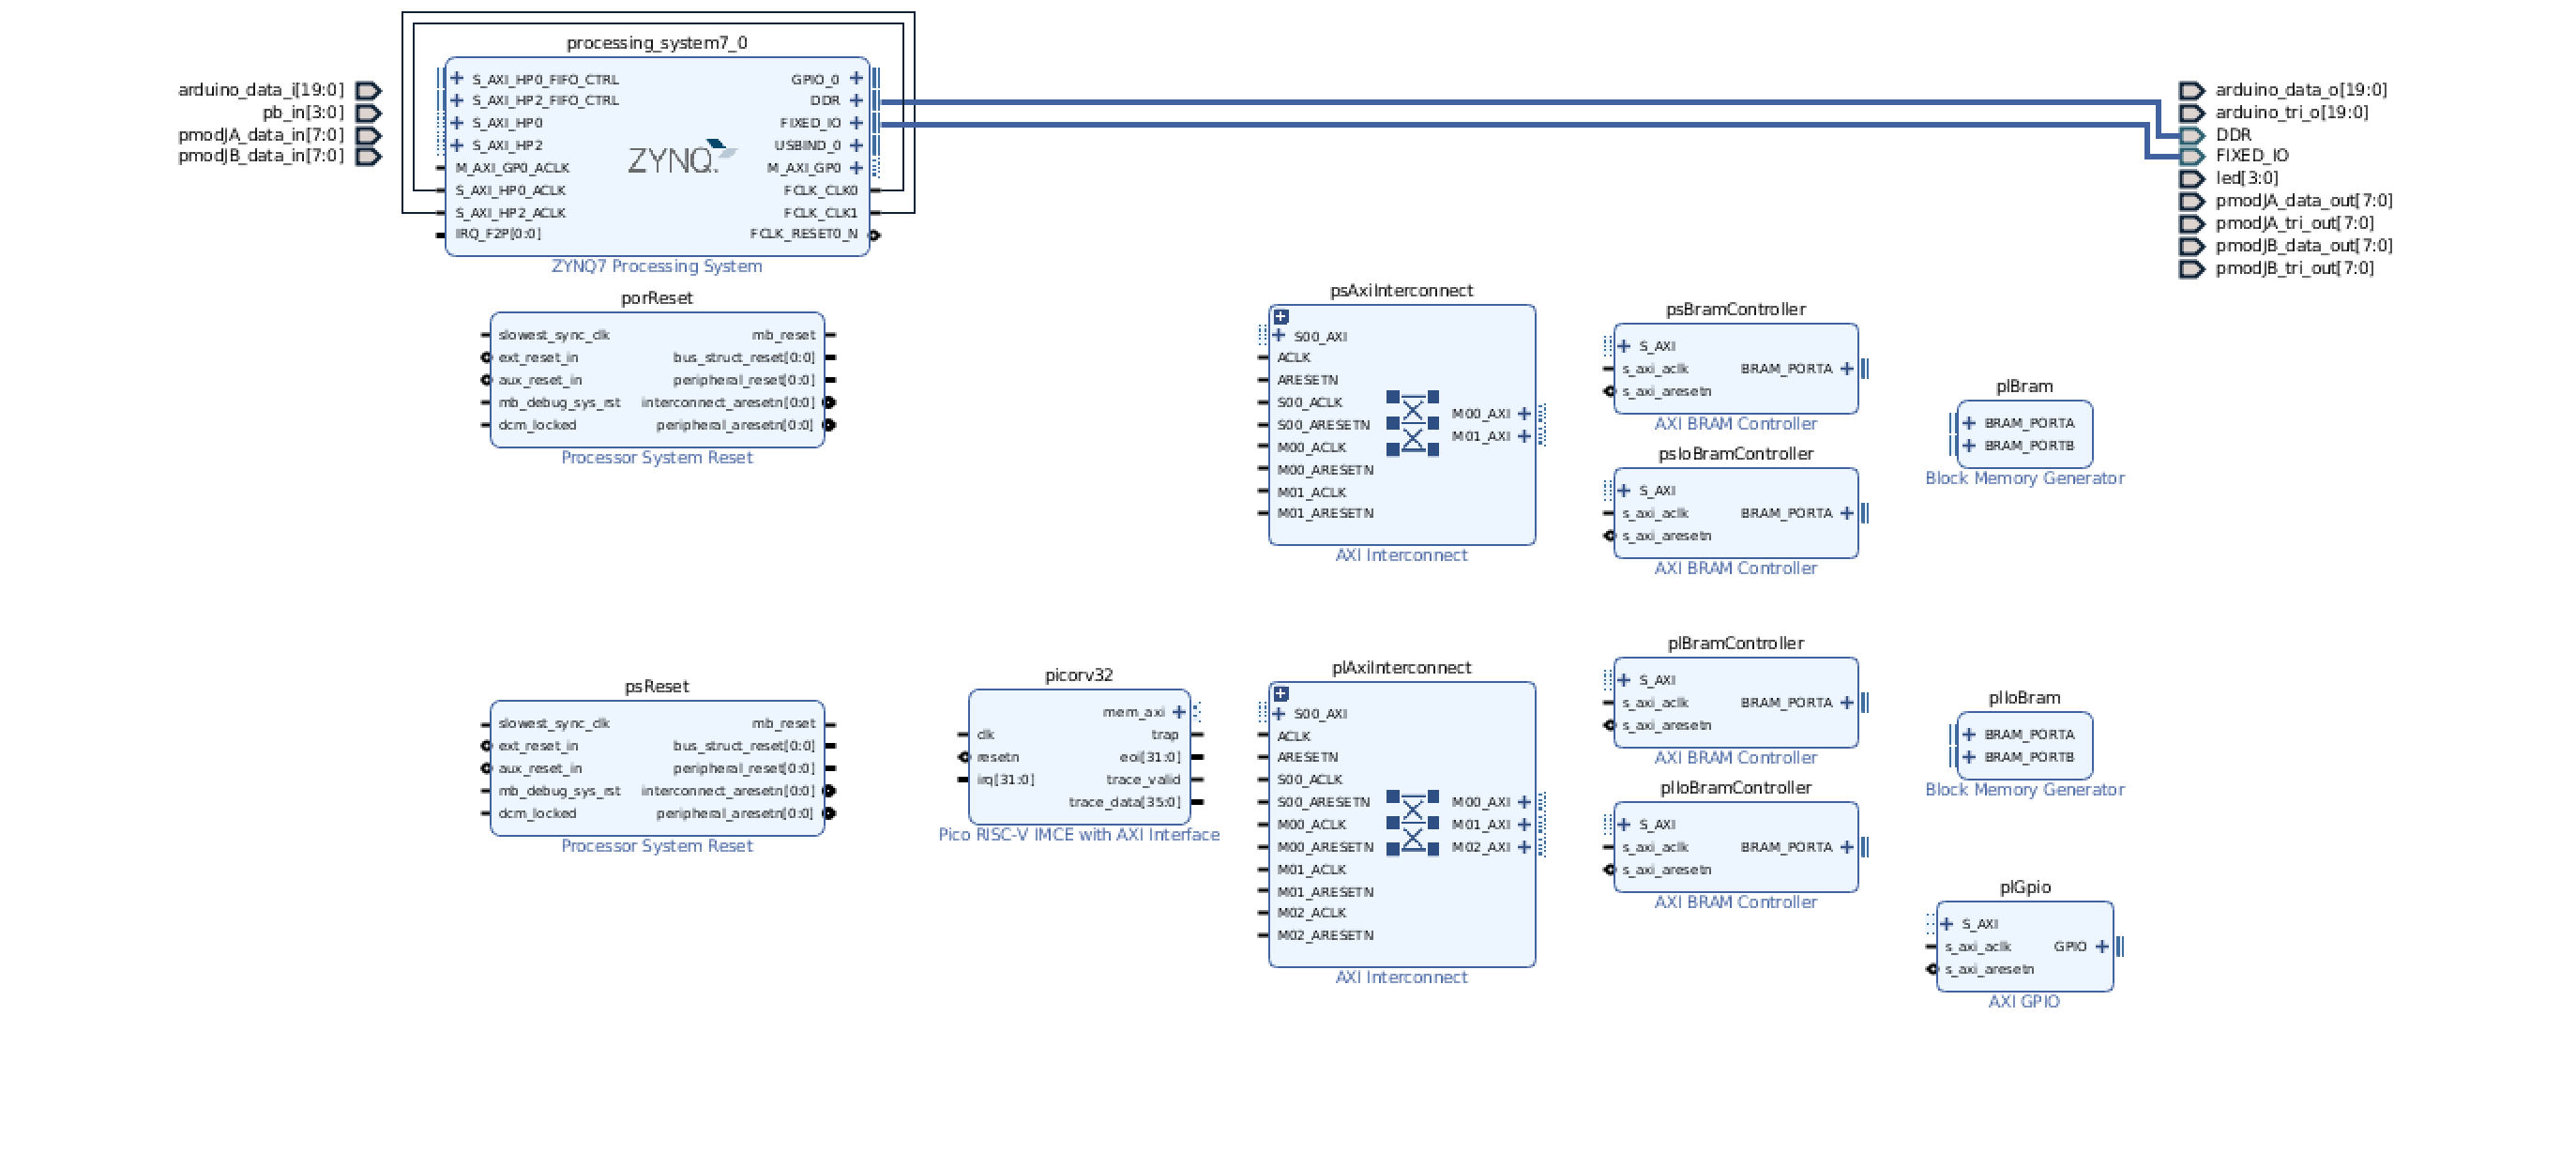 processing_system7_0
S_AXI_HP0_FIFO_CTRL
S_AXI_HP2_FIFO_CTRL
S_AXI_HP0
S_AXI_HP2
M_AXI_GP0_ACLK
S_AXI_HP0_ACLK
S_AXI_HP2_ACLK
IRQ_F2P[0:0]
ZYNQ
GPIO_0
DDR
FIXED_IO
USBIND_0
M_AXI_GP0
FCLK_CLK0
FCLK_CLK1
FCLK_RESET0_N
ZYNQ7 Processing System
arduino_data_i[19:0]
pb_in[3:0]
pmodJA_data_in[7:0]
pmodJB_data_in[7:0]
arduino_data_o[19:0]
arduino_tri_o[19:0]
DDR
FIXED_IO
led[3:0]
pmodJA_data_out[7:0]
pmodJA_tri_out[7:0]
pmodJB_data_out[7:0]
pmodJB_tri_out[7:0]
porReset
slowest_sync_clk
ext_reset_in
aux_reset_in
mb_debug_sys_rst
dcm_locked
mb_reset
bus_struct_reset[0:0]
peripheral_reset[0:0]
interconnect_aresetn[0:0]
peripheral_aresetn[0:0]
Processor System Reset
psAxiInterconnect
S00_AXI
ACLK
ARESETN
S00_ACLK
S00_ARESETN
M00_ACLK
M00_ARESETN
M01_ACLK
M01_ARESETN
M00_AXI
M01_AXI
AXI Interconnect
psBramController
S_AXI
s_axi_aclk
s_axi_aresetn
BRAM_PORTA
AXI BRAM Controller
psIoBramController
S_AXI
s_axi_aclk
s_axi_aresetn
BRAM_PORTA
AXI BRAM Controller
plBram
BRAM_PORTA
BRAM_PORTB
Block Memory Generator
psReset
slowest_sync_clk
ext_reset_in
aux_reset_in
mb_debug_sys_rst
dcm_locked
mb_reset
bus_struct_reset[0:0]
peripheral_reset[0:0]
interconnect_aresetn[0:0]
peripheral_aresetn[0:0]
Processor System Reset
picorv32
clk
resetn
irq[31:0]
mem_axi
trap
eoi[31:0]
trace_valid
trace_data[35:0]
Pico RISC-V IMCE with AXI Interface
plAxiInterconnect
S00_AXI
ACLK
ARESETN
S00_ACLK
S00_ARESETN
M00_ACLK
M00_ARESETN
M01_ACLK
M01_ARESETN
M02_ACLK
M02_ARESETN
M00_AXI
M01_AXI
M02_AXI
AXI Interconnect
plBramController
S_AXI
s_axi_aclk
s_axi_aresetn
BRAM_PORTA
AXI BRAM Controller
plIoBramController
S_AXI
s_axi_aclk
s_axi_aresetn
BRAM_PORTA
AXI BRAM Controller
plIoBram
BRAM_PORTA
BRAM_PORTB
Block Memory Generator
plGpio
S_AXI
s_axi_aclk
s_axi_aresetn
GPIO
AXI GPIO